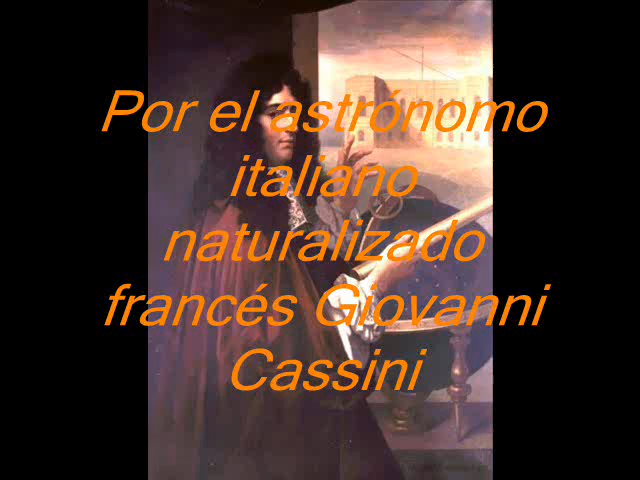 Por el astrónomo
italiano
naturalizado
francés Giovanni
Cassini